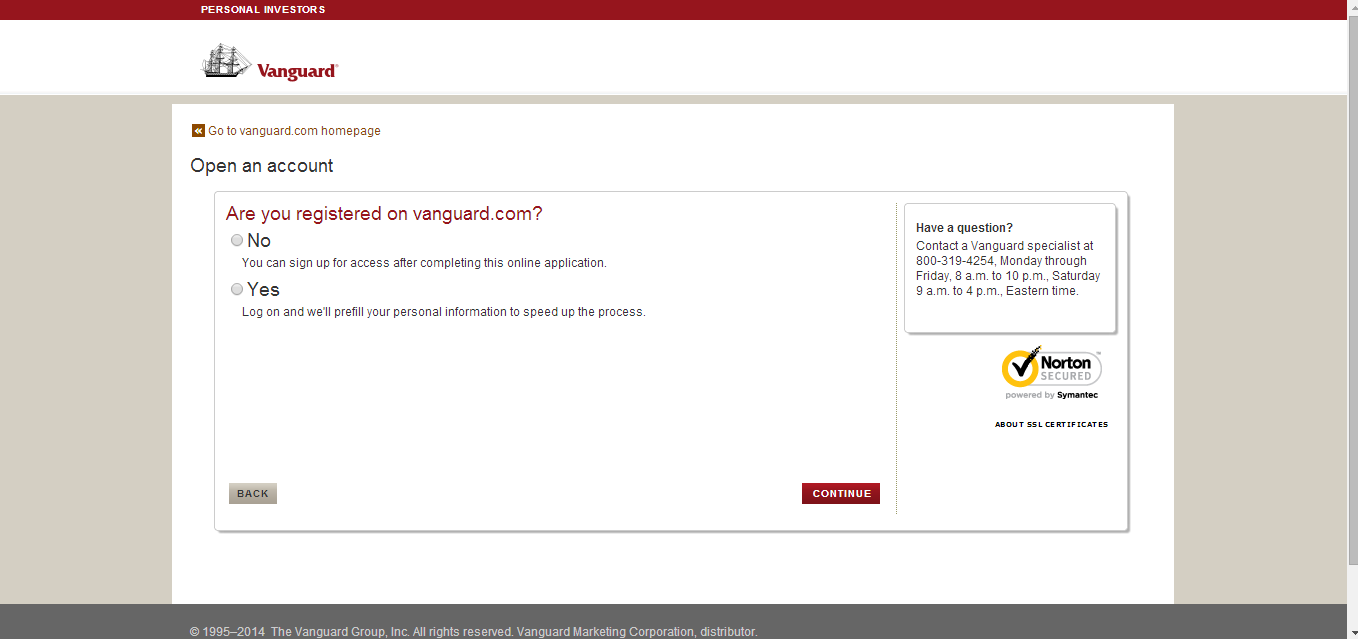 PERSONAL INVESTORS
Vanguard®
« Go to vanguard.com homepage
Open an account
Are you registered on vanguard.com?
No
You can sign up for access after completing this online application.
Yes
Log on and we'll prefill your personal information to speed up the process.
BACK
CONTINUE
Have a question?
Contact a Vanguard specialist at
800-319-4254, Monday through
Friday, 8 a.m. to 10 p.m., Saturday
9 a.m. to 4 p.m., Eastern time.
Norton™
SECURED
powered by Symantec
ABOUT SSL CERTIFICATES
© 1995–2014 The Vanguard Group, Inc. All rights reserved. Vanguard Marketing Corporation, distributor.